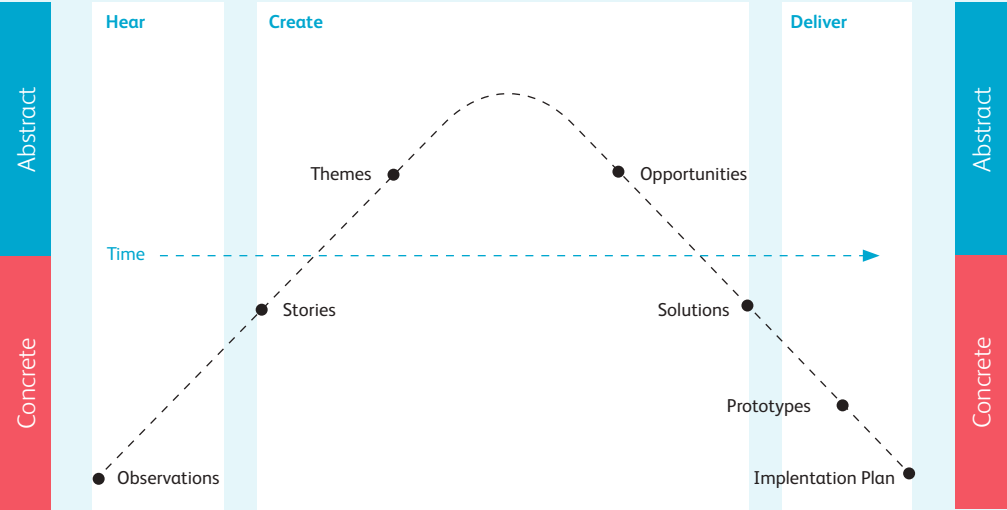 Hear
Create
Deliver
Abstract
Abstract
Themes
Opportunities
Time
Stories
Solutions
Concrete
Concrete
Prototypes
Observations
Implentation Plan